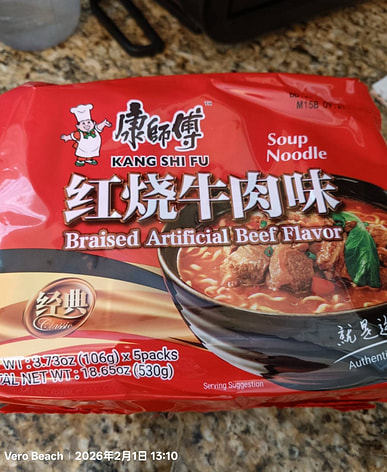 康師傅
KANG SHI FU
Soup
Noodle
红烧牛肉味
Braised Artificial Beef Flavor
经典
Classic
WT : 3.73oz (106g) x 5packs
TAL NET WT : 18.65oz (530g)
就是这
Authenti
Serving Suggestion
Vero Beach | 2026年2月1日 13:10